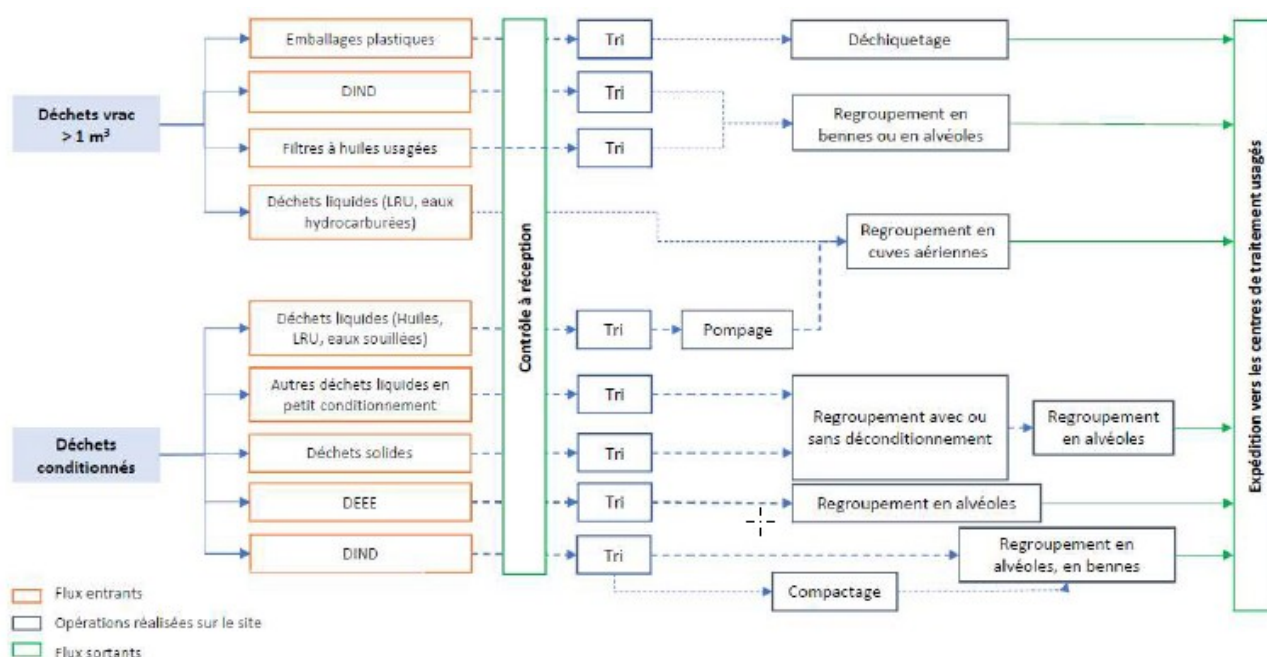 Déchets vrac
> 1 m³
Emballages plastiques
DIND
Filtres à huiles usagées
Déchets liquides (LRU, eaux
hydrocarburées)
Contrôle à réception
Tri
Tri
Tri
Déchiquetage
Regroupement en
bennes ou en alvéoles
Regroupement en
cuves aériennes
Expédition vers les centres de traitement usagés
Déchets
conditionnés
Déchets liquides (Huiles,
LRU, eaux souillées)
Autres déchets liquides en
petit conditionnement
Déchets solides
DEEE
DIND
Tri
Pompage
Tri
Tri
Tri
Tri
Regroupement avec ou
sans déconditionnement
Regroupement
en alvéoles
Regroupement en alvéoles
Regroupement en
alvéoles, en bennes
Compactage
Flux entrants
Opérations réalisées sur le site
Flux sortants